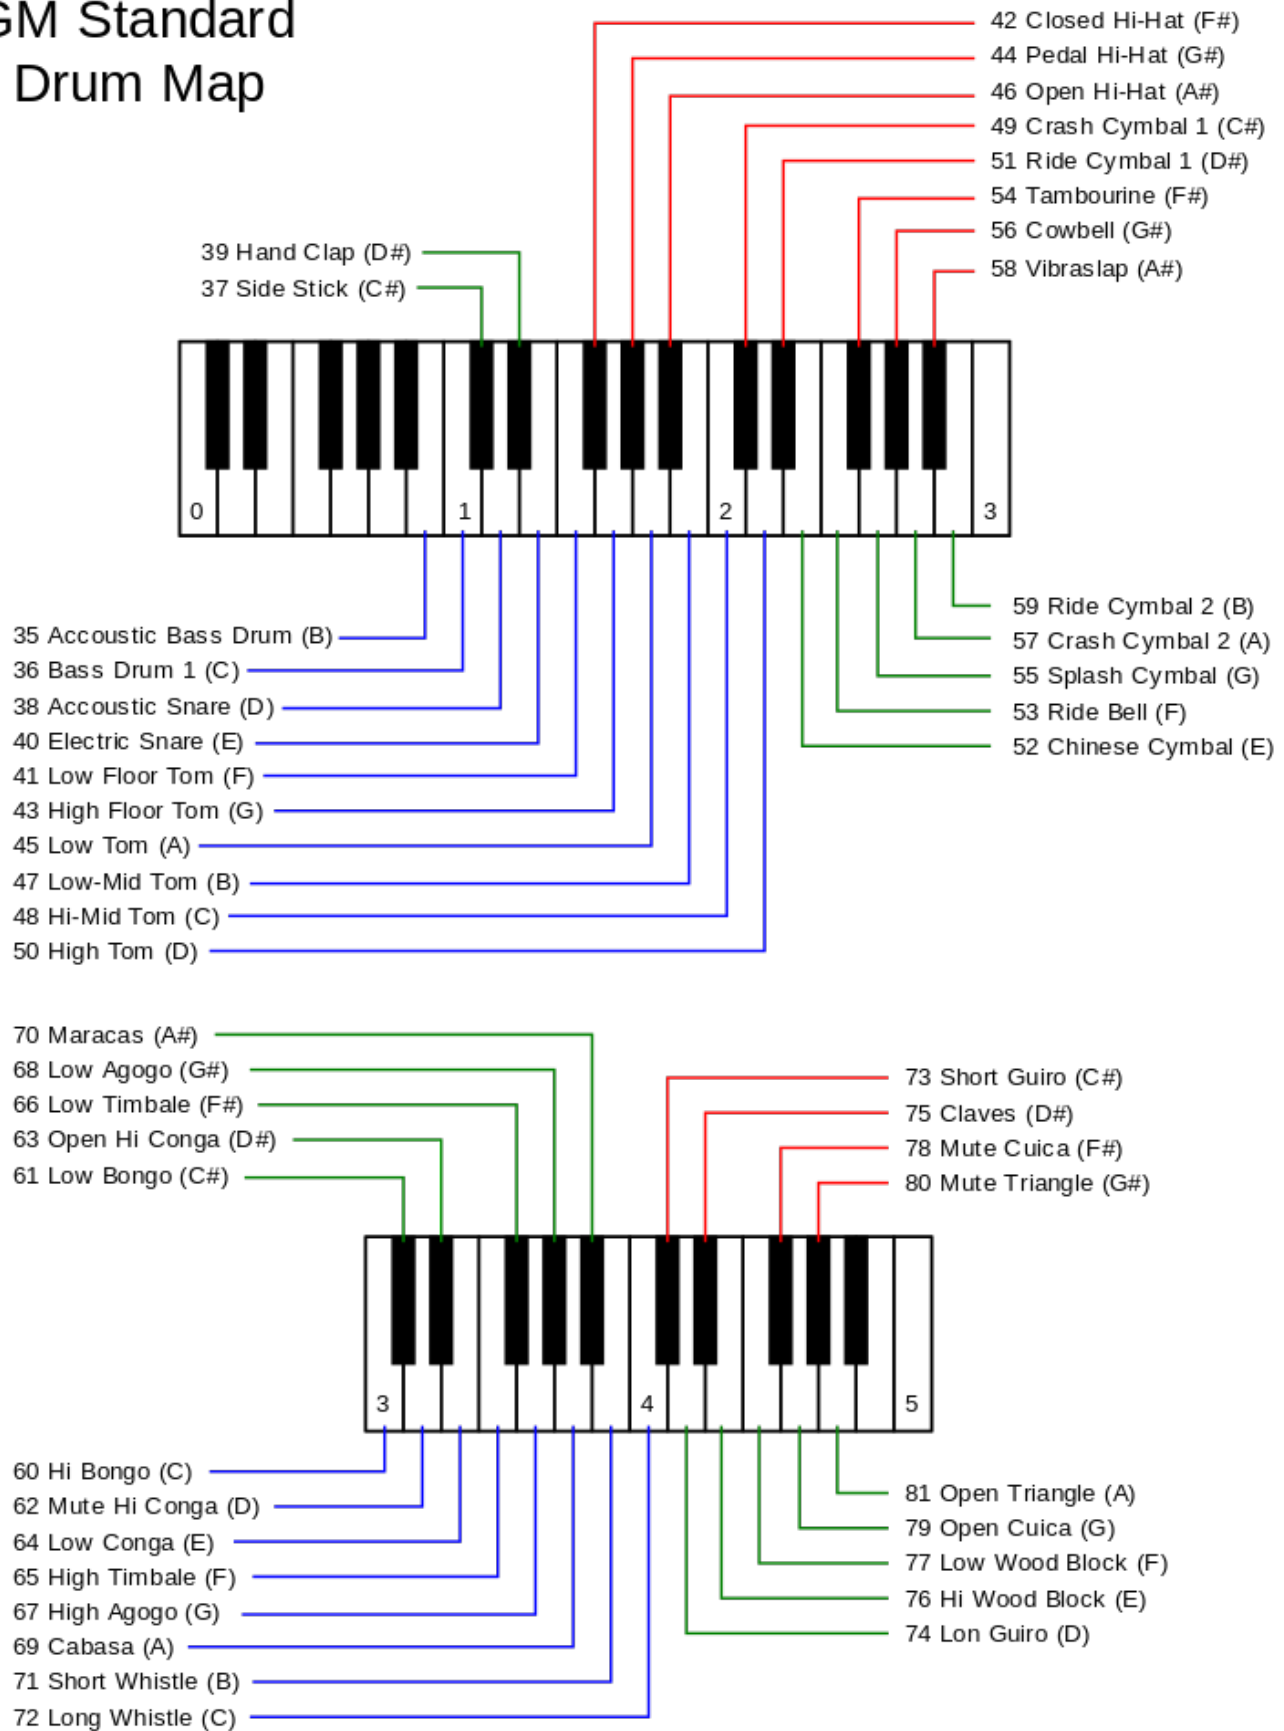 GM Standard
Drum Map
42 Closed Hi-Hat (F#)
44 Pedal Hi-Hat (G#)
46 Open Hi-Hat (A#)
49 Crash Cymbal 1 (C#)
51 Ride Cymbal 1 (D#)
54 Tambourine (F#)
56 Cowbell (G#)
58 Vibraslap (A#)
39 Hand Clap (D#)
37 Side Stick (C#)
0 1 2 3
35 Accoustic Bass Drum (B)
36 Bass Drum 1 (C)
38 Accoustic Snare (D)
40 Electric Snare (E)
41 Low Floor Tom (F)
43 High Floor Tom (G)
45 Low Tom (A)
47 Low-Mid Tom (B)
48 Hi-Mid Tom (C)
50 High Tom (D)
59 Ride Cymbal 2 (B)
57 Crash Cymbal 2 (A)
55 Splash Cymbal (G)
53 Ride Bell (F)
52 Chinese Cymbal (E)
70 Maracas (A#)
68 Low Agogo (G#)
66 Low Timbale (F#)
63 Open Hi Conga (D#)
61 Low Bongo (C#)
73 Short Guiro (C#)
75 Claves (D#)
78 Mute Cuica (F#)
80 Mute Triangle (G#)
3 4 5
60 Hi Bongo (C)
62 Mute Hi Conga (D)
64 Low Conga (E)
65 High Timbale (F)
67 High Agogo (G)
69 Cabasa (A)
71 Short Whistle (B)
72 Long Whistle (C)
81 Open Triangle (A)
79 Open Cuica (G)
77 Low Wood Block (F)
76 Hi Wood Block (E)
74 Lon Guiro (D)